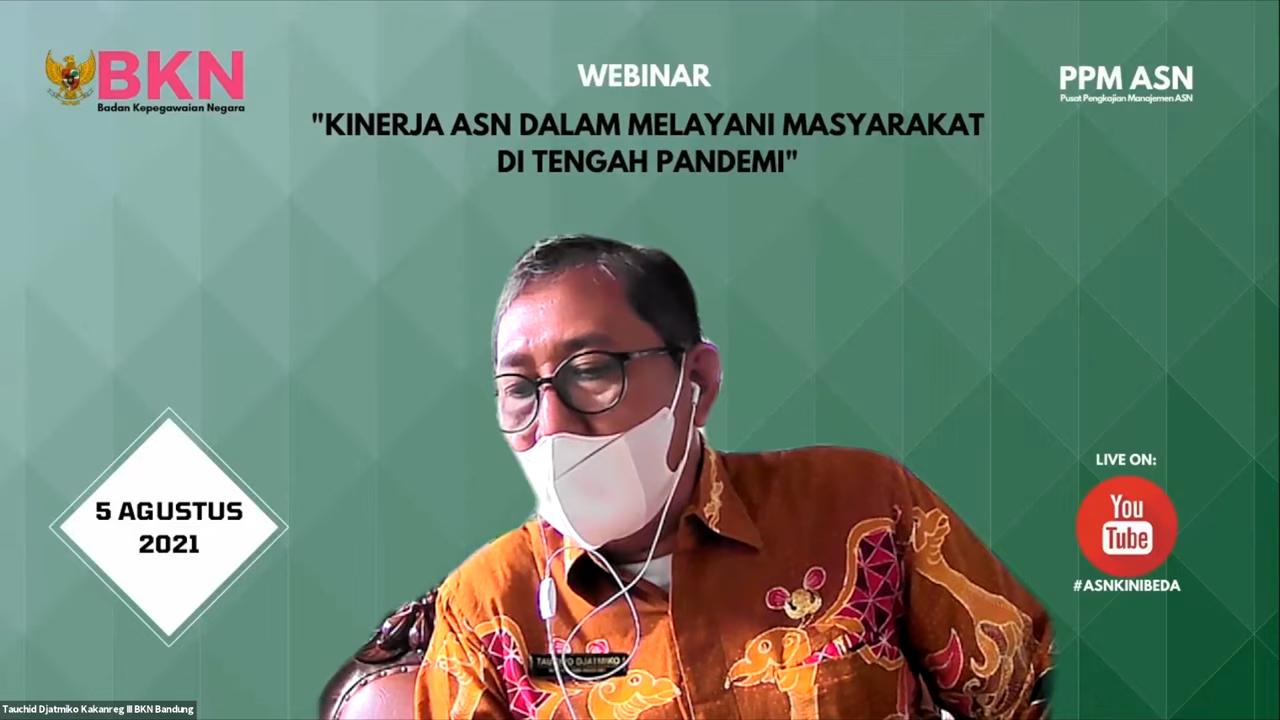 BKN
Badan Kepegawaian Negara
WEBINAR
"KINERJA ASN DALAM MELAYANI MASYARAKAT
DI TENGAH PANDEMI"
PPM ASN
Pusat Pengkajian Manajemen ASN
5 AGUSTUS
2021
LIVE ON:
You
Tube
#ASNKINIBEDA
DJATMIKO
Tauchid Djatmiko Kakanreg III BKN Bandung